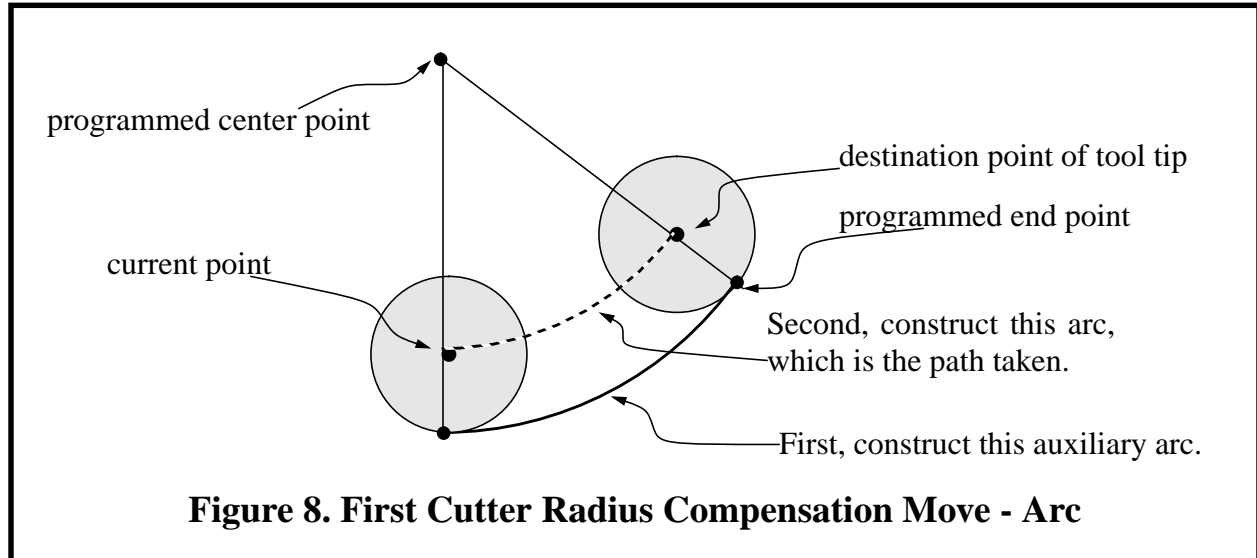 programmed center point
destination point of tool tip
programmed end point
current point
Second, construct this arc,
which is the path taken.
First, construct this auxiliary arc.
Figure 8. First Cutter Radius Compensation Move - Arc